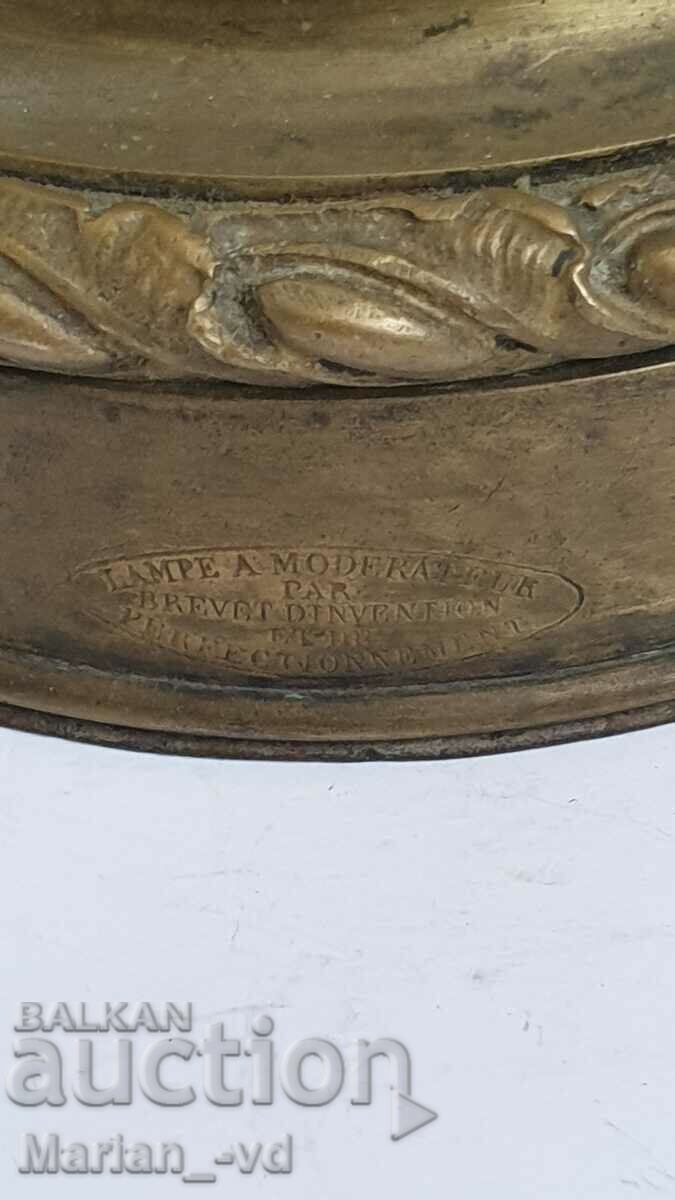 LAMPE A MODERATEUR
PAR
BREVET D'INVENTION
ET DE
PERFECTIONNEMENT
BALKAN
auction
Marian_-vd